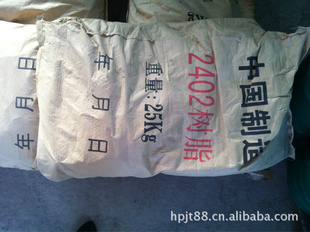 中国制造
2402树脂
重量:25Kg
年 月 日
年 月 日
hpjt88.cn.alibaba.com